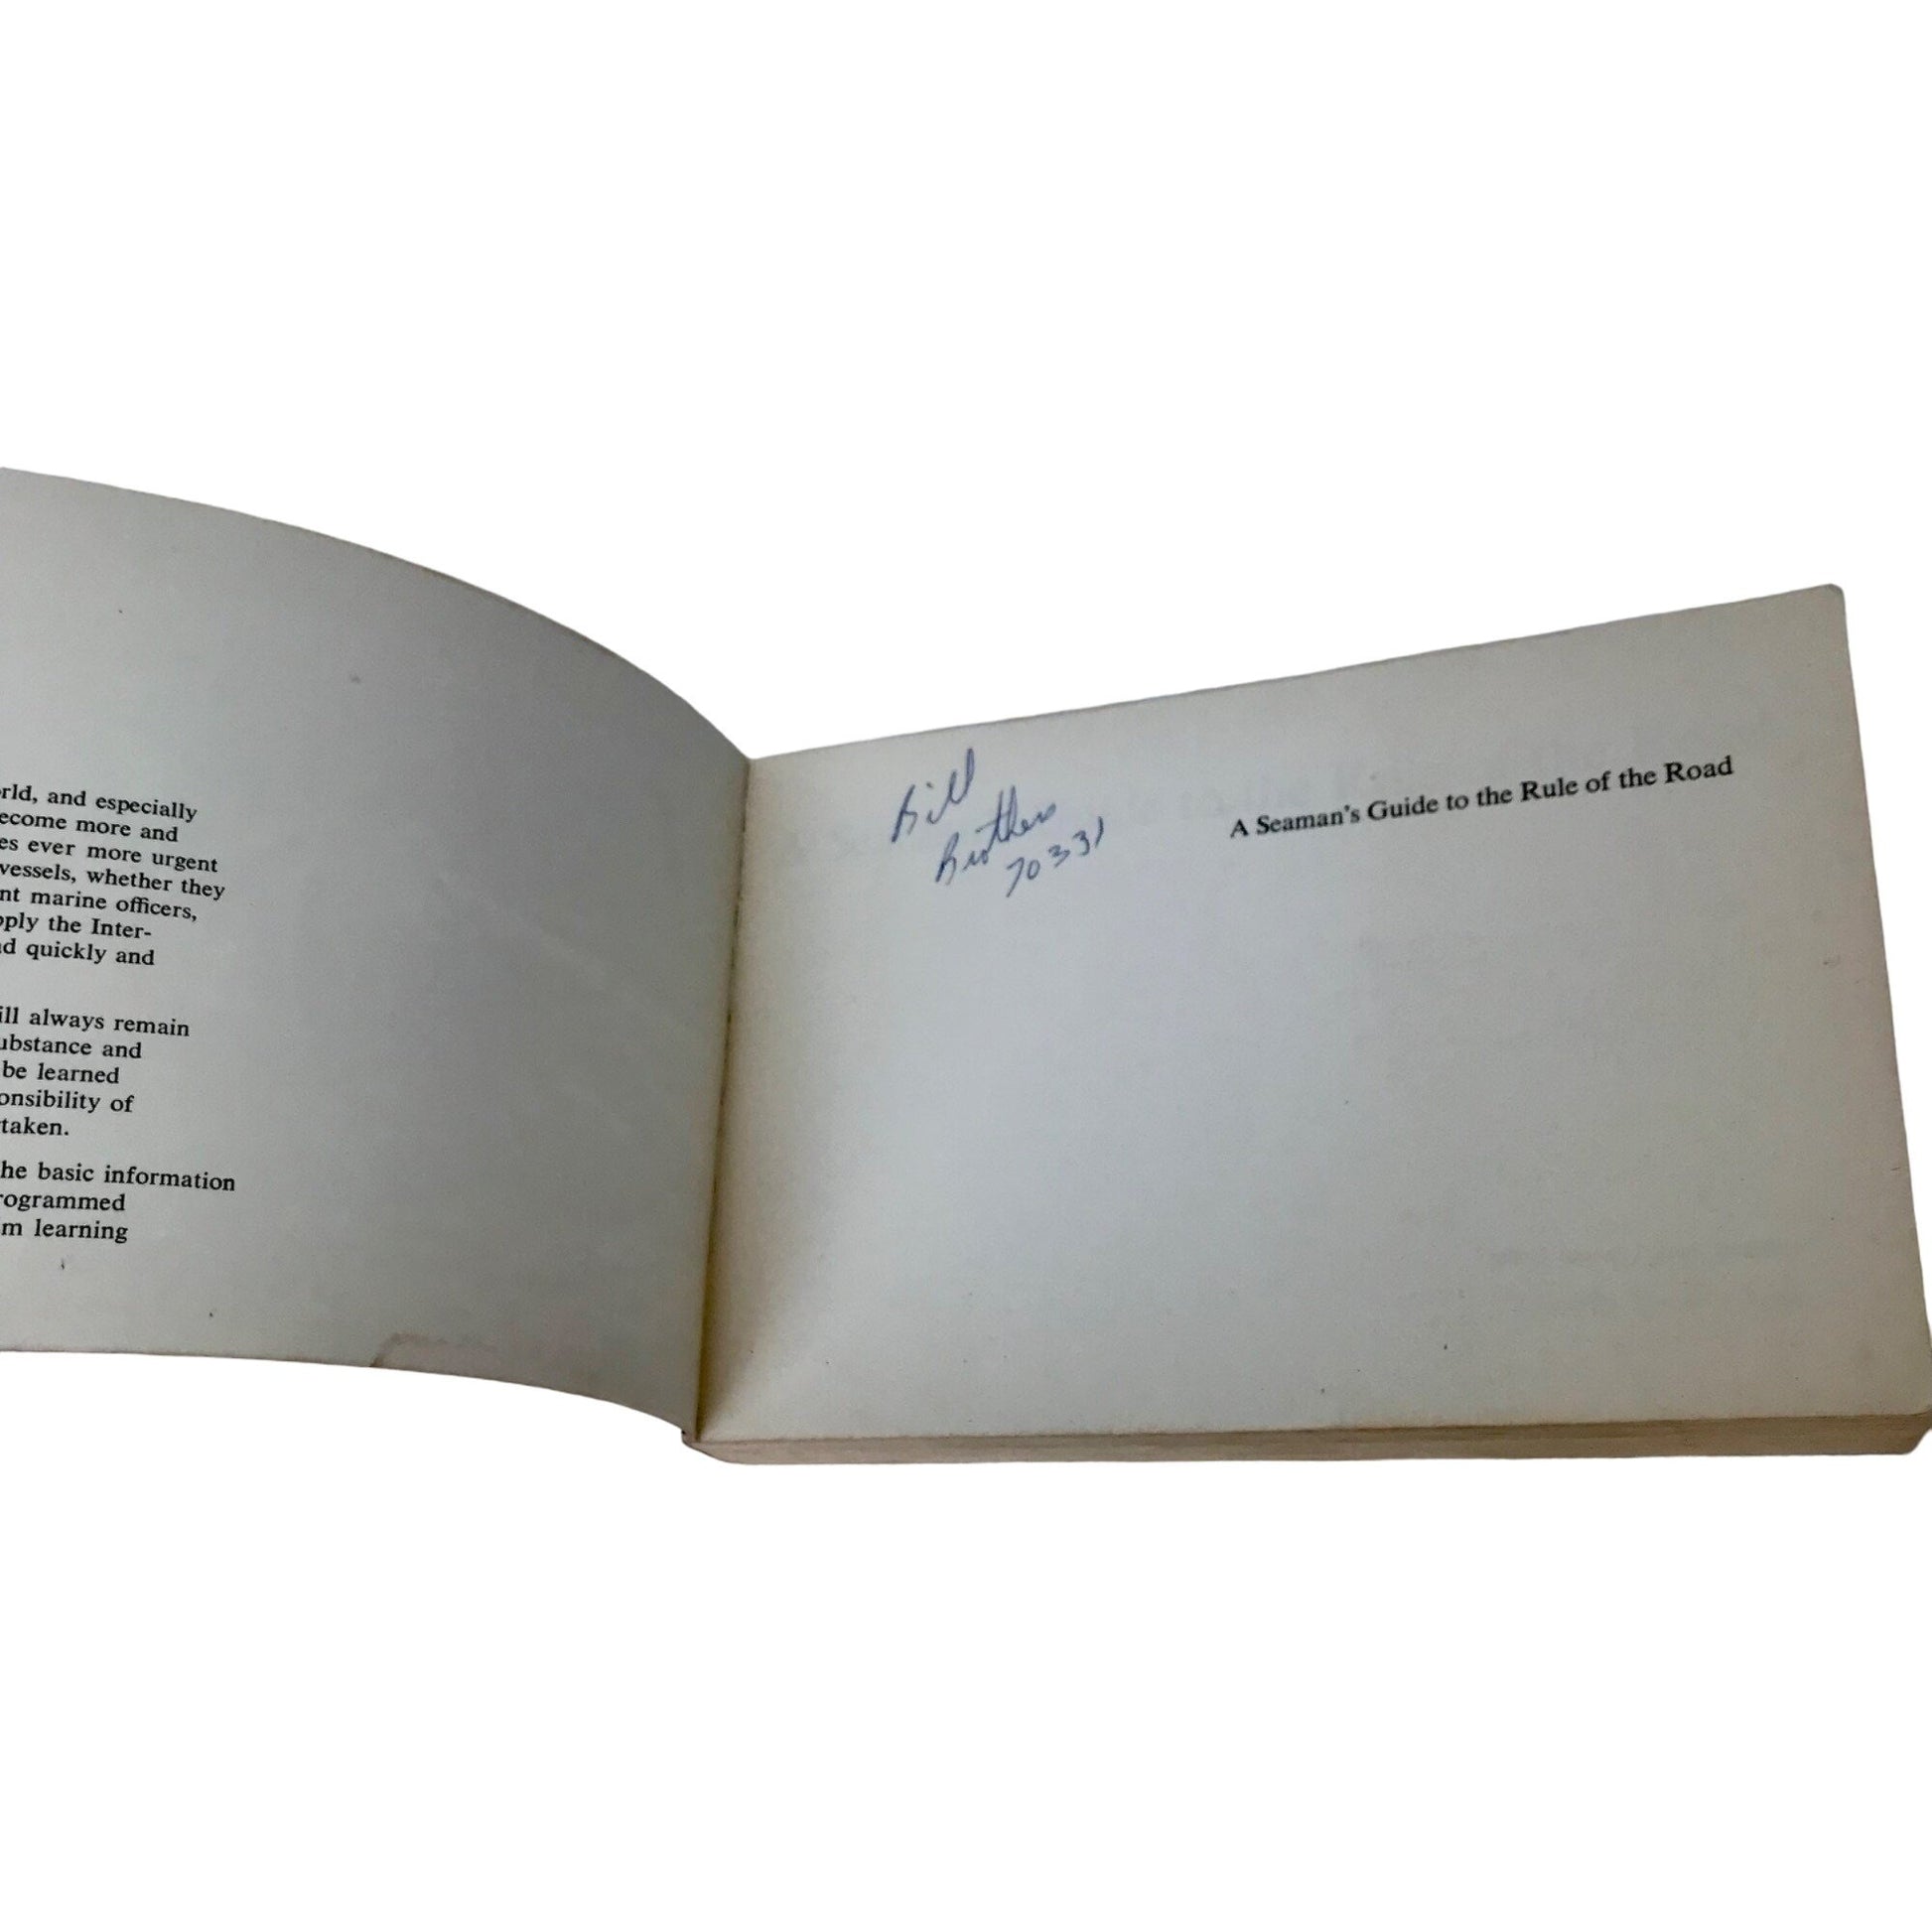 rld, and especially
ecome more and
es ever more urgent
vessels, whether they
nt marine officers,
pply the Inter-
d quickly and
ill always remain
ubstance and
be learned
onsibility of
taken.
he basic information
rogrammed
m learning
Bill
Brothers
70331
A Seaman's Guide to the Rule of the Road